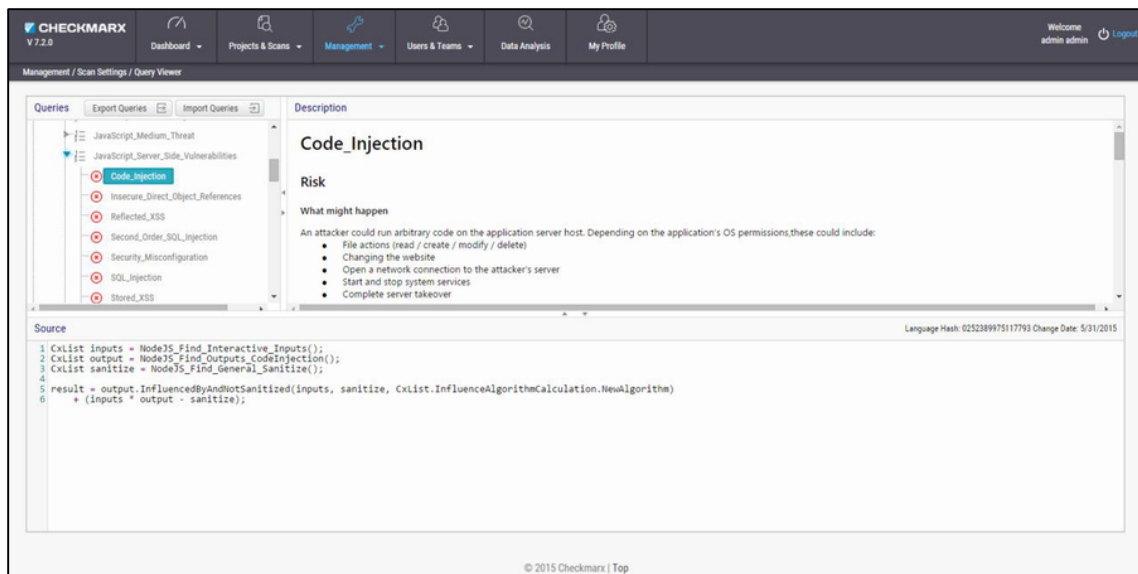 CHECKMARX
V 7.2.0
Dashboard
Projects & Scans
Management
Users & Teams
Data Analysis
My Profile
Welcome
admin admin
Logout
Management / Scan Settings / Query Viewer
Queries
Export Queries
Import Queries
JavaScript_Medium_Threat
JavaScript_Server_Side_Vulnerabilities
Code_Injection
Insecure_Direct_Object_References
Reflected_XSS
Second_Order_SQL_Injection
Security_Misconfiguration
SQL_Injection
Stored_XSS
Description
Code_Injection
Risk
What might happen
An attacker could run arbitrary code on the application server host. Depending on the application's OS permissions,these could include:
● File actions (read / create / modify / delete)
● Changing the website
● Open a network connection to the attacker's server
● Start and stop system services
● Complete server takeover
Source
Language Hash: 0252389975117793 Change Date: 5/31/2015
1 CxList inputs = NodeJS_Find_Interactive_Inputs();
2 CxList output = NodeJS_Find_Outputs_CodeInjection();
3 CxList sanitize = NodeJS_Find_General_Sanitize();
4
5 result = output.InfluencedByAndNotSanitized(inputs, sanitize, CxList.InfluenceAlgorithmCalculation.NewAlgorithm)
6     + (inputs * output - sanitize);
© 2015 Checkmarx | Top